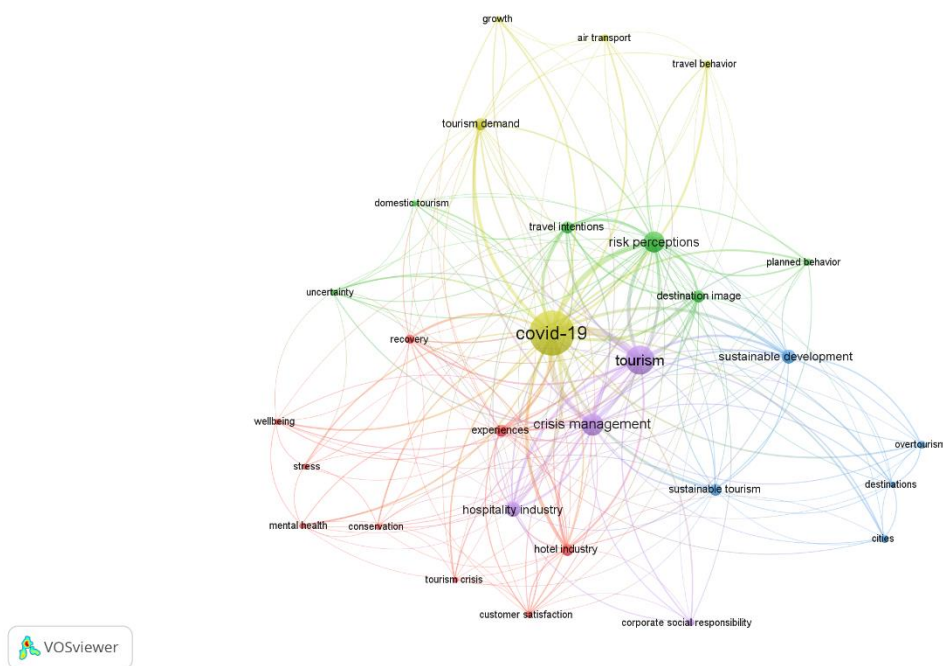 growth
air transport
travel behavior
tourism demand
domestic tourism
travel intentions
risk perceptions
planned behavior
uncertainty
destination image
covid-19
recovery
tourism
sustainable development
wellbeing
experiences
crisis management
overtourism
stress
destinations
sustainable tourism
hospitality industry
mental health
conservation
cities
hotel industry
tourism crisis
customer satisfaction
corporate social responsibility
VOSviewer